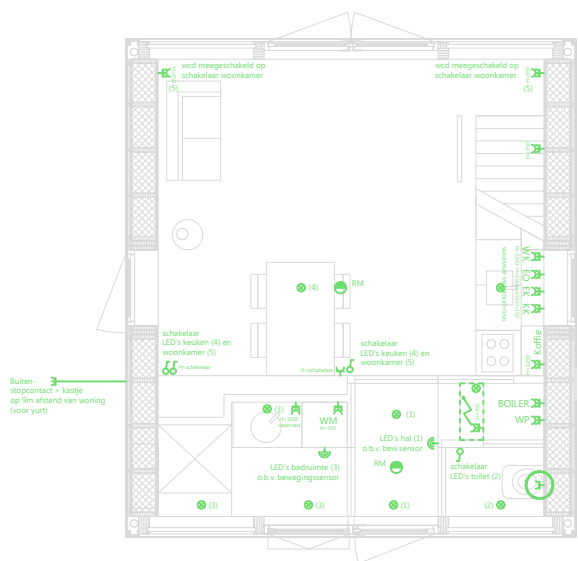 wcd meegeschakeld op
schakelaar woonkamer
(5)
wcd meegeschakeld op
schakelaar woonkamer
(5)
WK
EO
EK
KK
(4)
RM
schakelaar
LED's keuken (4) en
woonkamer (5)
H=schakelaar
schakelaar
LED's keuken (4) en
woonkamer (5)
H=schakelaar
Koffie
Buiten-
stopcontact + kastje
op 9m afstand van woning
(voor yurt)
(3)
WM
(1)
BOILER
WP
LED's hal (1)
o.b.v. bew.sensor
RM
LED's badruimte (3)
o.b.v. bewegingssensor
schakelaar
LED's toilet (2)
(3)
(3)
(1)
(2)